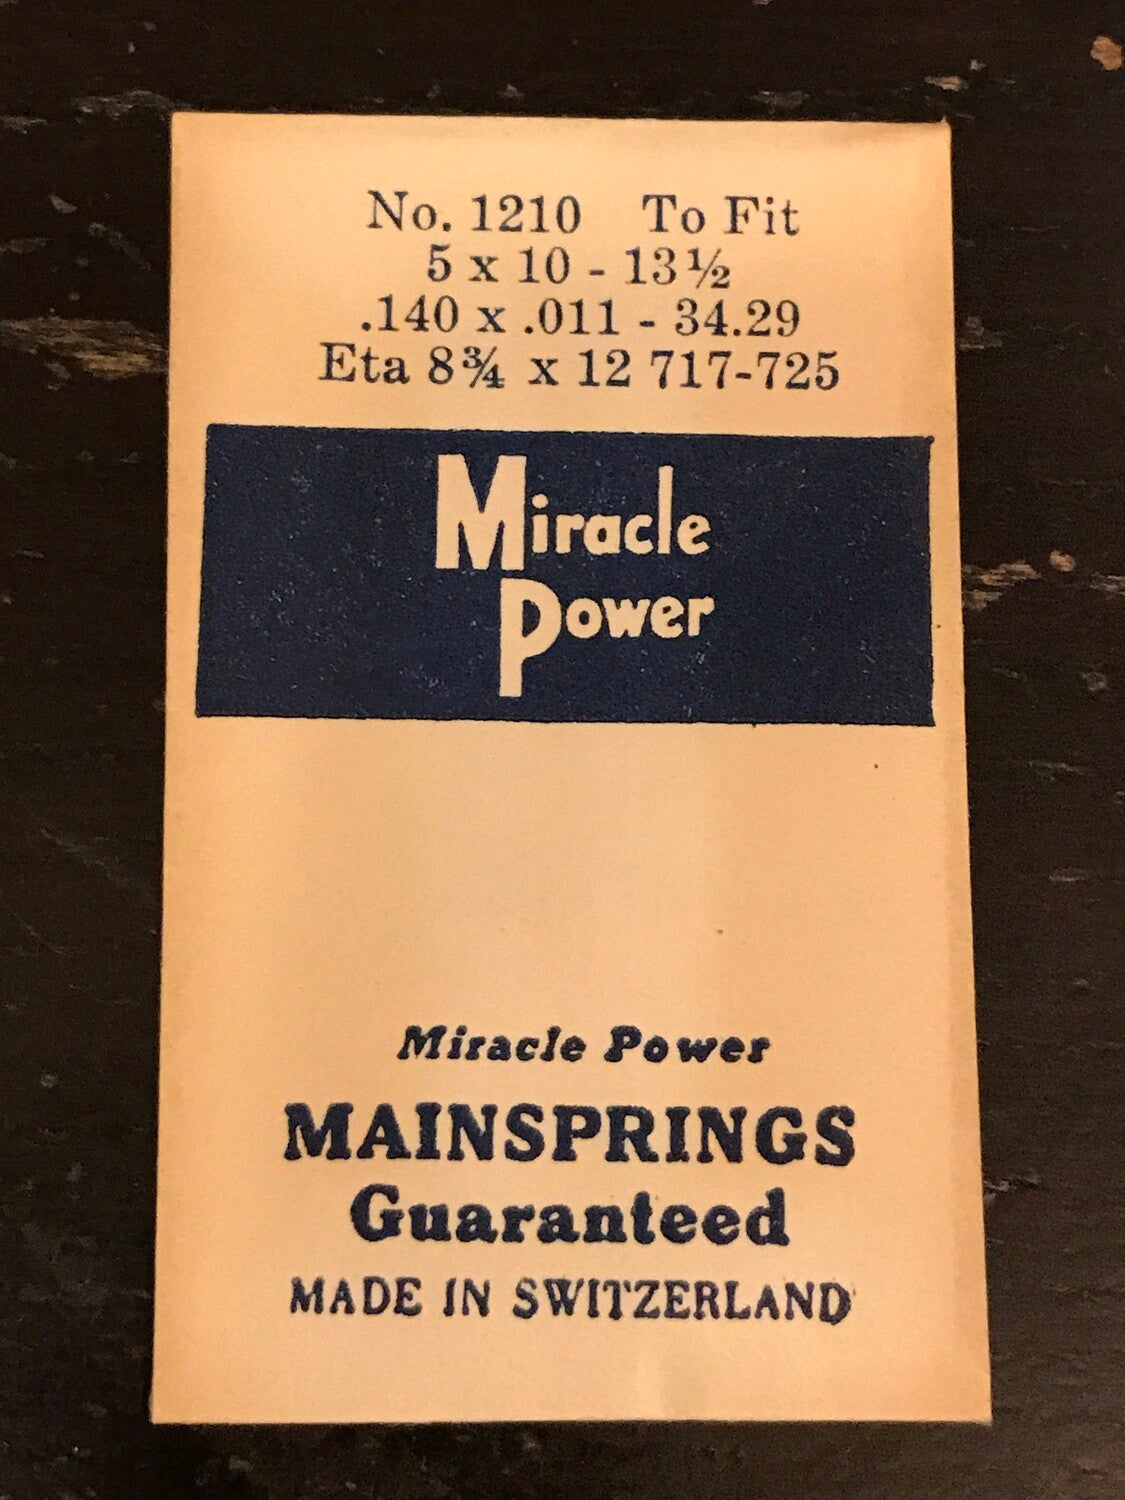 No. 1210 To Fit
5 x 10 - 13½
.140 x .011 - 34.29
Eta 8¾ x 12 717-725
Miracle
Power
Miracle Power
MAINSPRINGS
Guaranteed
MADE IN SWITZERLAND